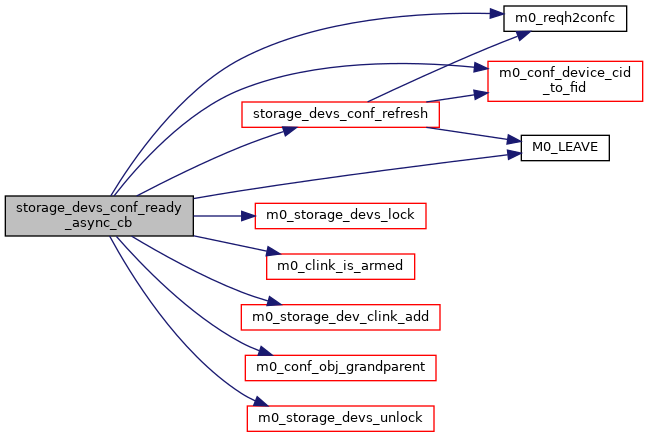 m0_reqh2confc
m0_conf_device_cid
_to_fid
storage_devs_conf_refresh
M0_LEAVE
storage_devs_conf_ready
_async_cb
m0_storage_devs_lock
m0_clink_is_armed
m0_storage_dev_clink_add
m0_conf_obj_grandparent
m0_storage_devs_unlock